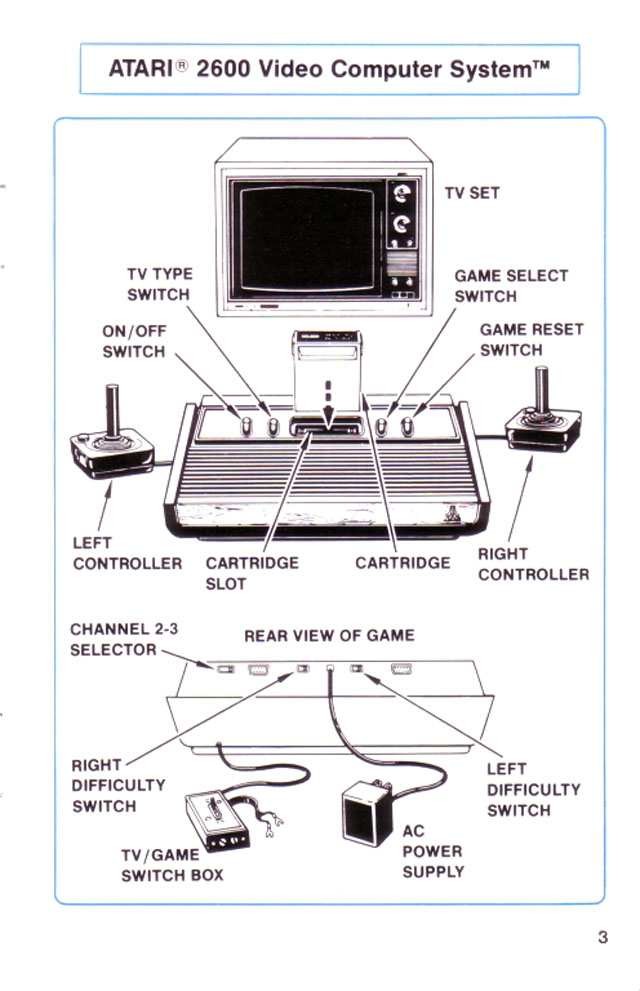 ATARI® 2600 Video Computer System™
TV SET
TV TYPE
SWITCH
GAME SELECT
SWITCH
ON/OFF
SWITCH
GAME RESET
SWITCH
LEFT
CONTROLLER
CARTRIDGE
SLOT
CARTRIDGE
RIGHT
CONTROLLER
CHANNEL 2-3
SELECTOR
REAR VIEW OF GAME
RIGHT
DIFFICULTY
SWITCH
LEFT
DIFFICULTY
SWITCH
TV/GAME
SWITCH BOX
AC
POWER
SUPPLY
3